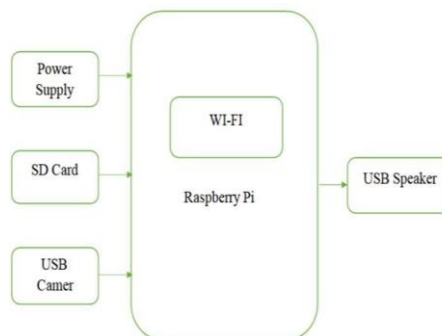 Power
Supply
WI-FI
SD Card
Raspberry Pi
USB Speaker
USB
Camer